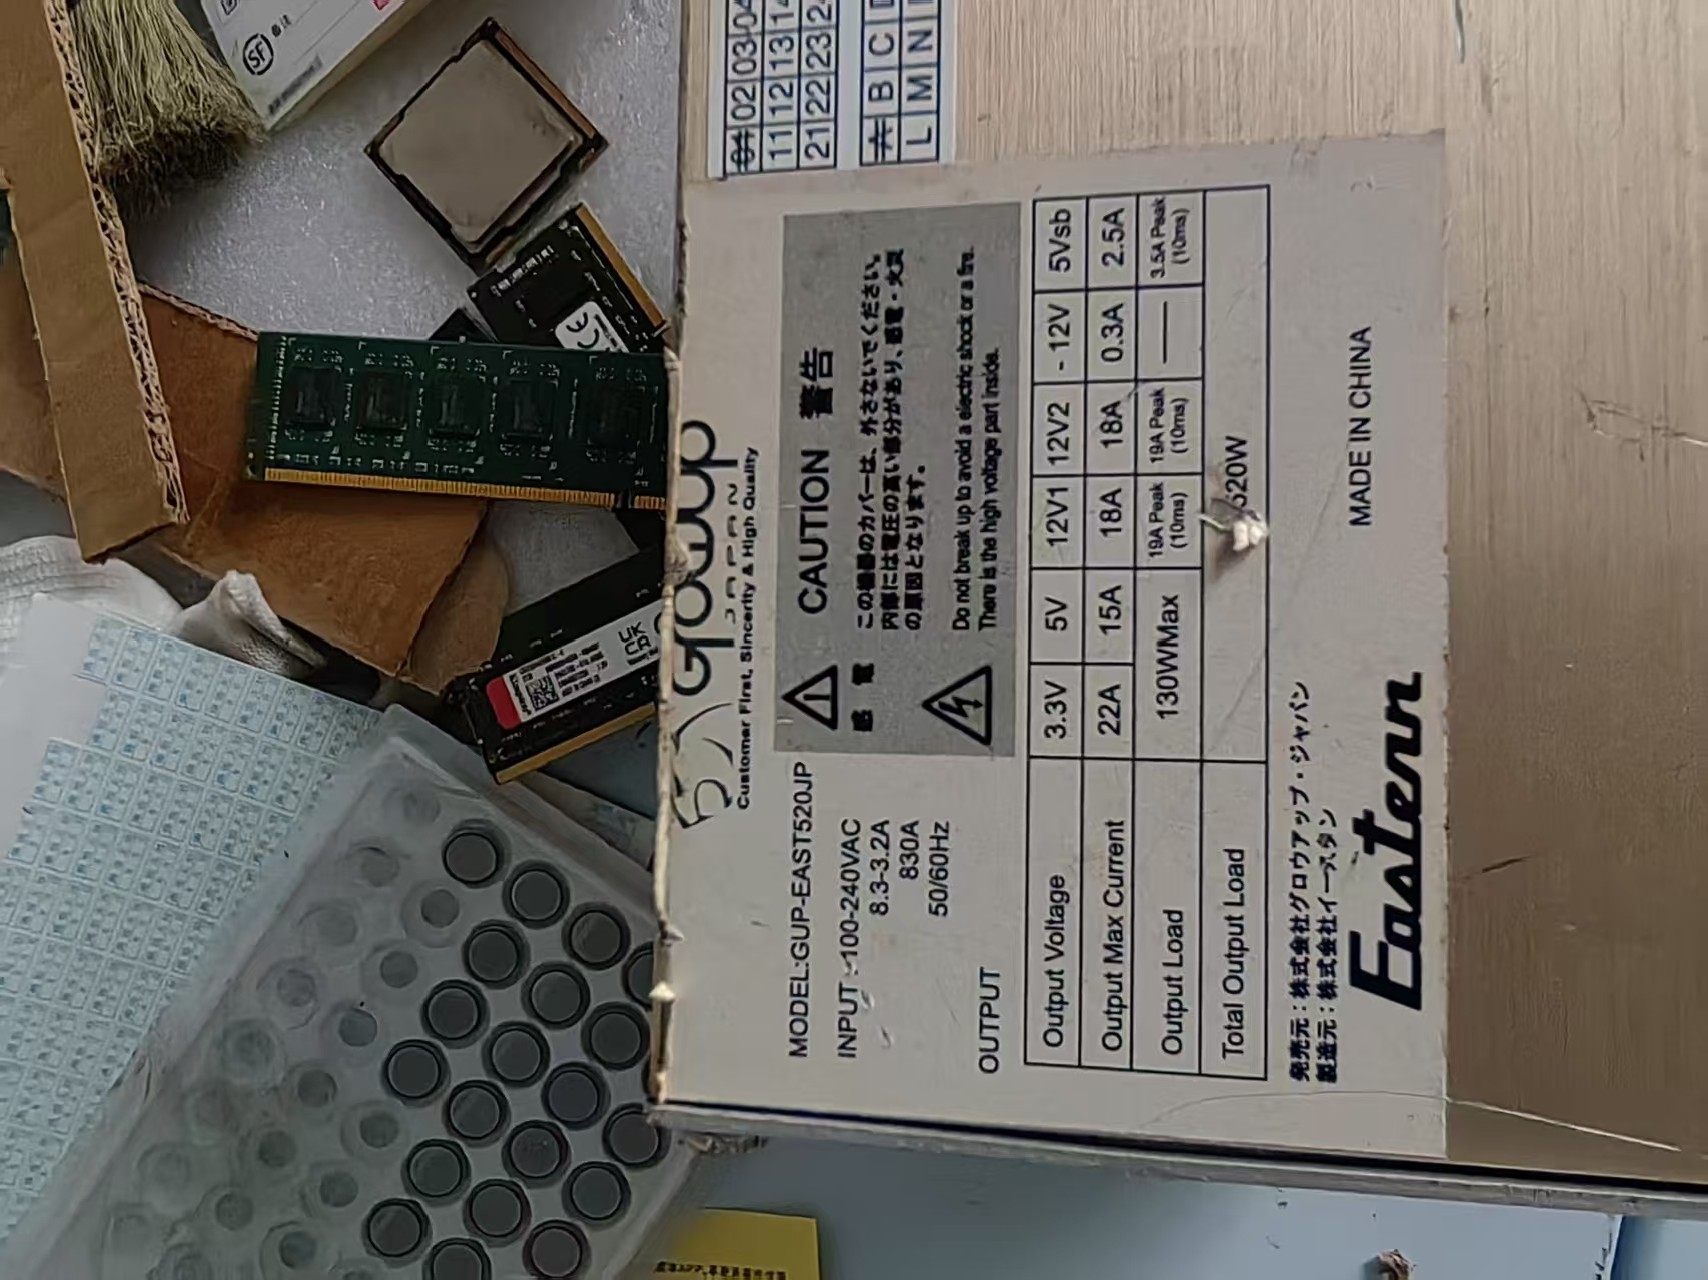 GrowUp
JAPAN
Customer First, Sincerity & High Quality
MODEL:GUP-EAST520JP
INPUT :100-240VAC
8.3-3.2A
830A
50/60Hz
CAUTION 警告
感 電
この機器のカバーは、外さないでください。
内部には電圧の高い部分があり、感電・火災
の原因となります。
Do not break up to avoid a electric shock or a fire.
There is the high voltage part inside.
OUTPUT
Output Voltage 3.3V 5V 12V1 12V2 - 12V 5Vsb
Output Max Current 22A 15A 18A 18A 0.3A 2.5A
Output Load 130WMax 19A Peak (10ms) 19A Peak (10ms) — 3.5A Peak (10ms)
Total Output Load 520W
発売元：株式会社グロウアップ・ジャパン
製造元：株式会社イースタン
Eastern
MADE IN CHINA
01 02 03 04
11 12 13 14
21 22 23
A B C
L M N
SF
UK
CA
CE